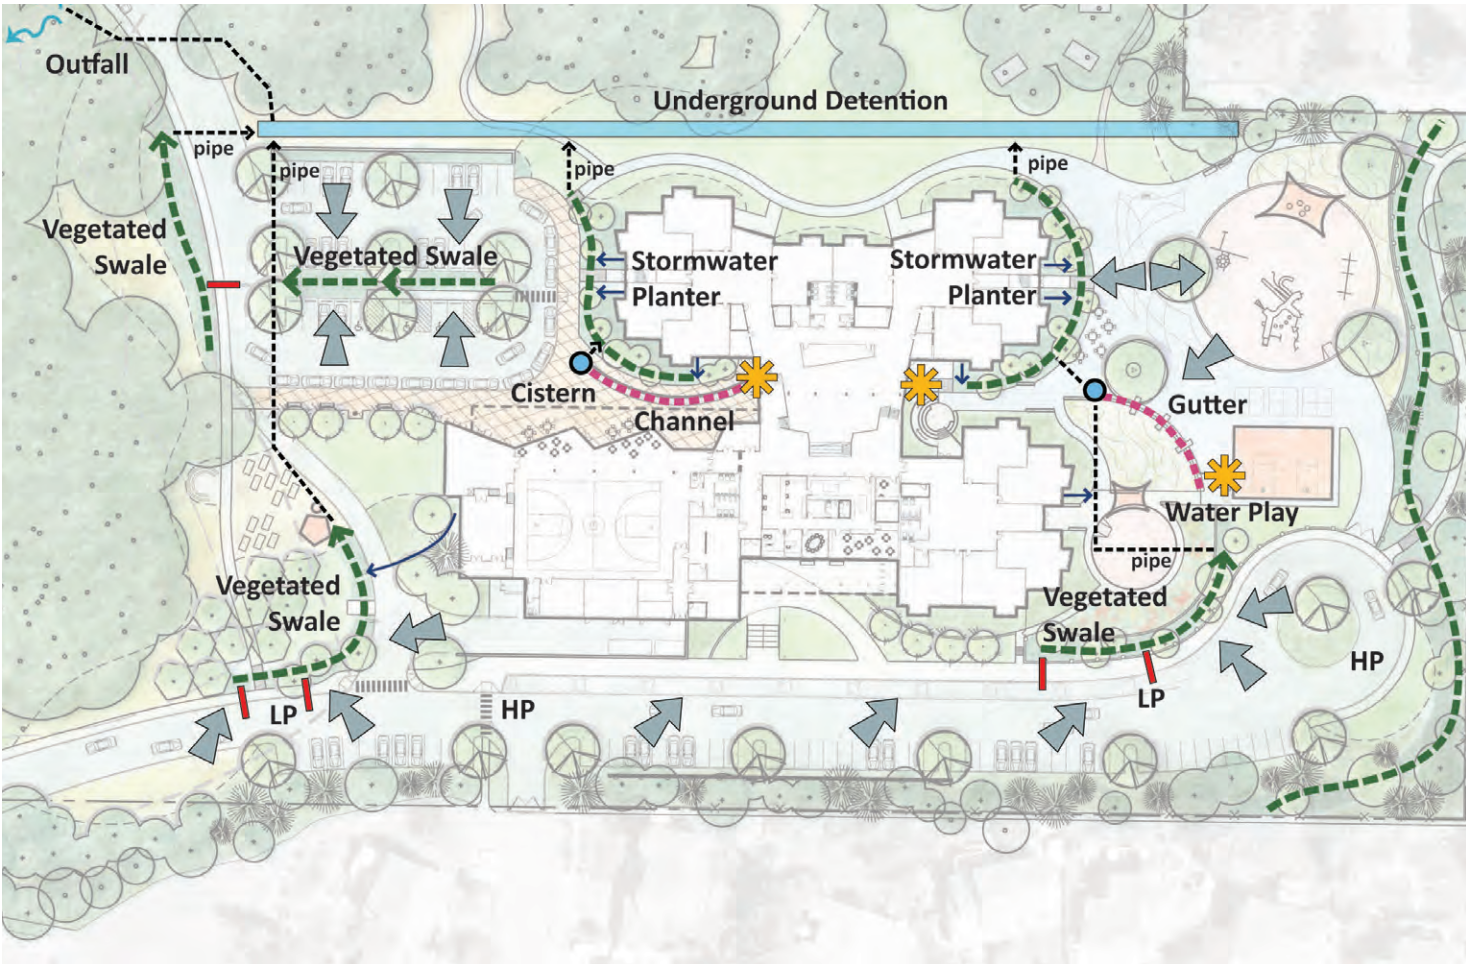 Outfall
Underground Detention
pipe
pipe
pipe
pipe
Vegetated
Swale
Vegetated Swale
Stormwater
Planter
Stormwater
Planter
Cistern
Channel
Gutter
Water Play
pipe
Vegetated
Swale
Vegetated
Swale
HP
LP
HP
LP